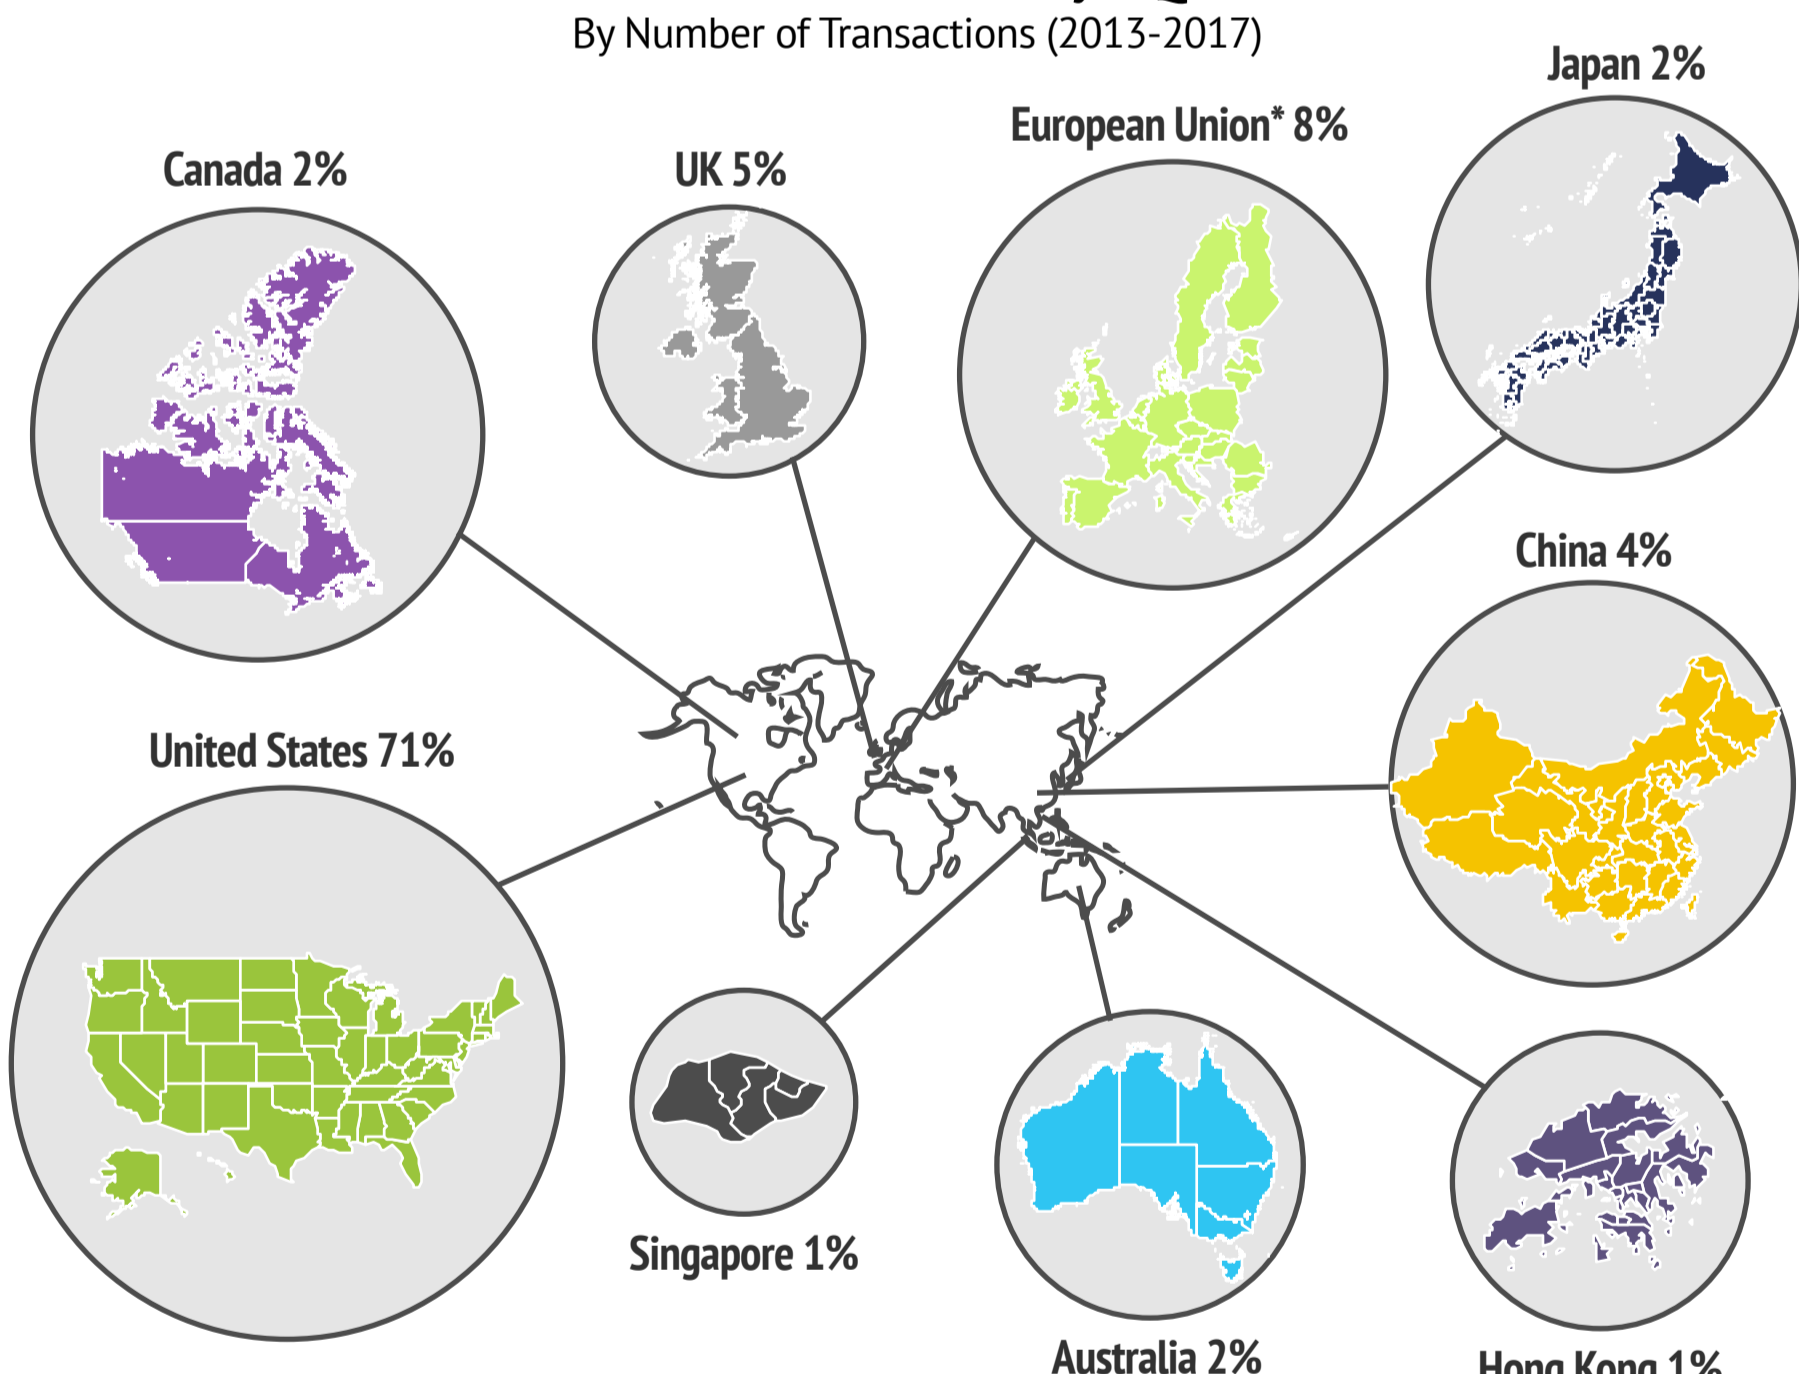 By Number of Transactions (2013-2017)
Japan 2%
European Union* 8%
Canada 2%
UK 5%
China 4%
United States 71%
Singapore 1%
Australia 2%
Hong Kong 1%